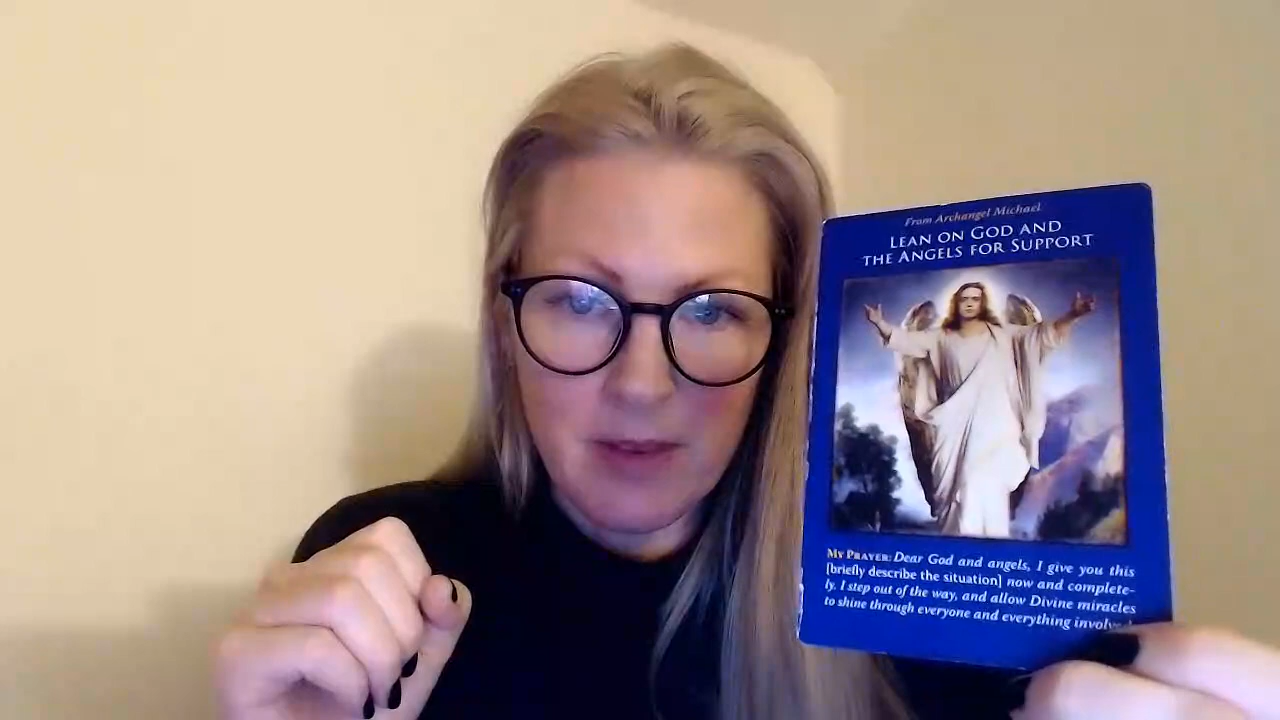 From Archangel Michael
LEAN ON GOD AND
THE ANGELS FOR SUPPORT
MY PRAYER: Dear God and angels, I give you this
[briefly describe the situation] now and complete-
ly. I step out of the way, and allow Divine miracles
to shine through everyone and everything involved